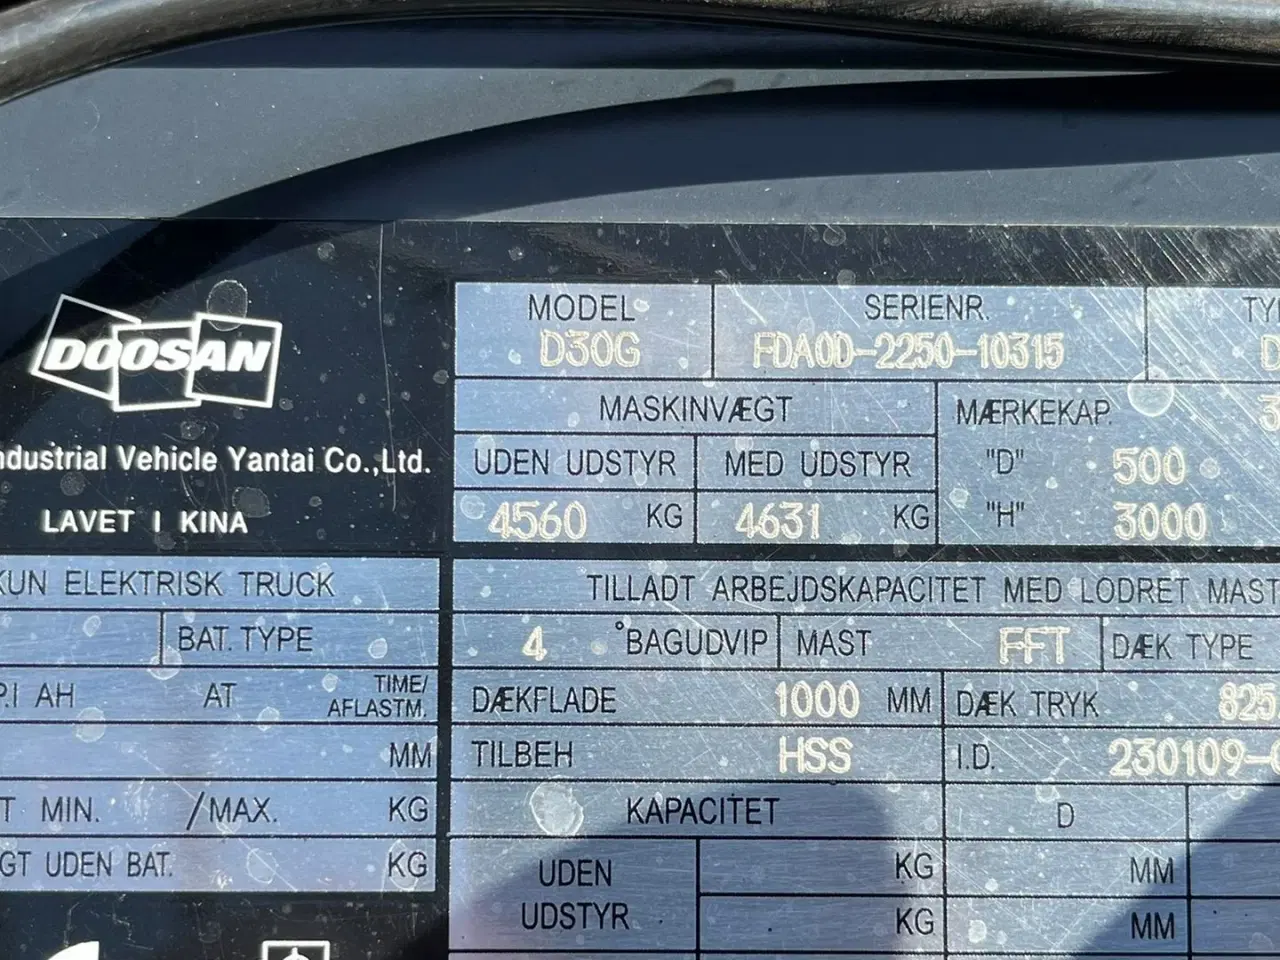 DOOSAN
ndustrial Vehicle Yantai Co.,Ltd.
LAVET I KINA
MODEL SERIENR.
D30G FDA0D-2250-10315
MASKINVÆGT MÆRKEKAP.
UDEN UDSTYR MED UDSTYR "D" 500
4560 KG 4631 KG "H" 3000
KUN ELEKTRISK TRUCK
BAT. TYPE
AH AT TIME/
AFLASTM.
MM
MIN. /MAX. KG
GT UDEN BAT. KG
TILLADT ARBEJDSKAPACITET MED LODRET MAST
4 °BAGUDVIP MAST FFT DÆK TYPE
DÆKFLADE 1000 MM DÆK TRYK 825
TILBEH HSS I.D. 230109-
KAPACITET D
UDEN KG MM
UDSTYR KG MM